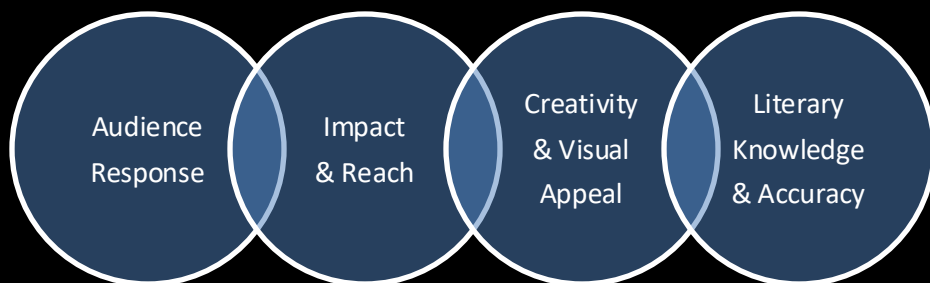 Audience
Response
Impact
& Reach
Creativity
& Visual
Appeal
Literary
Knowledge
& Accuracy